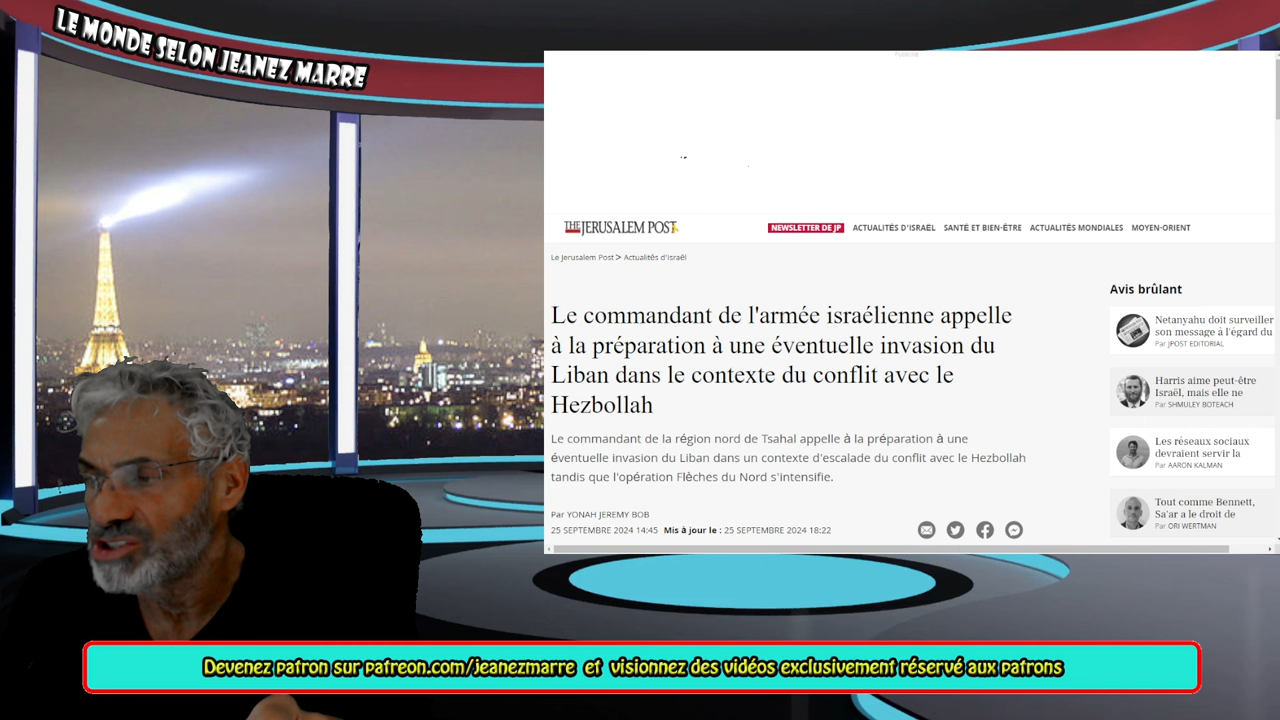 LE MONDE SELON JEANEZ MARRE
Publicité
THE JERUSALEM POST
NEWSLETTER DE JP ACTUALITÉS D'ISRAËL SANTÉ ET BIEN-ÊTRE ACTUALITÉS MONDIALES MOYEN-ORIENT
Le Jerusalem Post > Actualités d'Israël
Le commandant de l'armée israélienne appelle
à la préparation à une éventuelle invasion du
Liban dans le contexte du conflit avec le
Hezbollah
Le commandant de la région nord de Tsahal appelle à la préparation à une
éventuelle invasion du Liban dans un contexte d'escalade du conflit avec le Hezbollah
tandis que l'opération Flèches du Nord s'intensifie.
Par YONAH JEREMY BOB
25 SEPTEMBRE 2024 14:45 Mis à jour le : 25 SEPTEMBRE 2024 18:22
Avis brûlant
Netanyahu doit surveiller
son message à l'égard du
Par JPOST EDITORIAL
Harris aime peut-être
Israël, mais elle ne
Par SHMULEY BOTEACH
Les réseaux sociaux
devraient servir la
Par AARON KALMAN
Tout comme Bennett,
Sa'ar a le droit de
Par ORI WERTMAN
Devenez patron sur patreon.com/jeanezmarre et visionnez des vidéos exclusivement réservé aux patrons